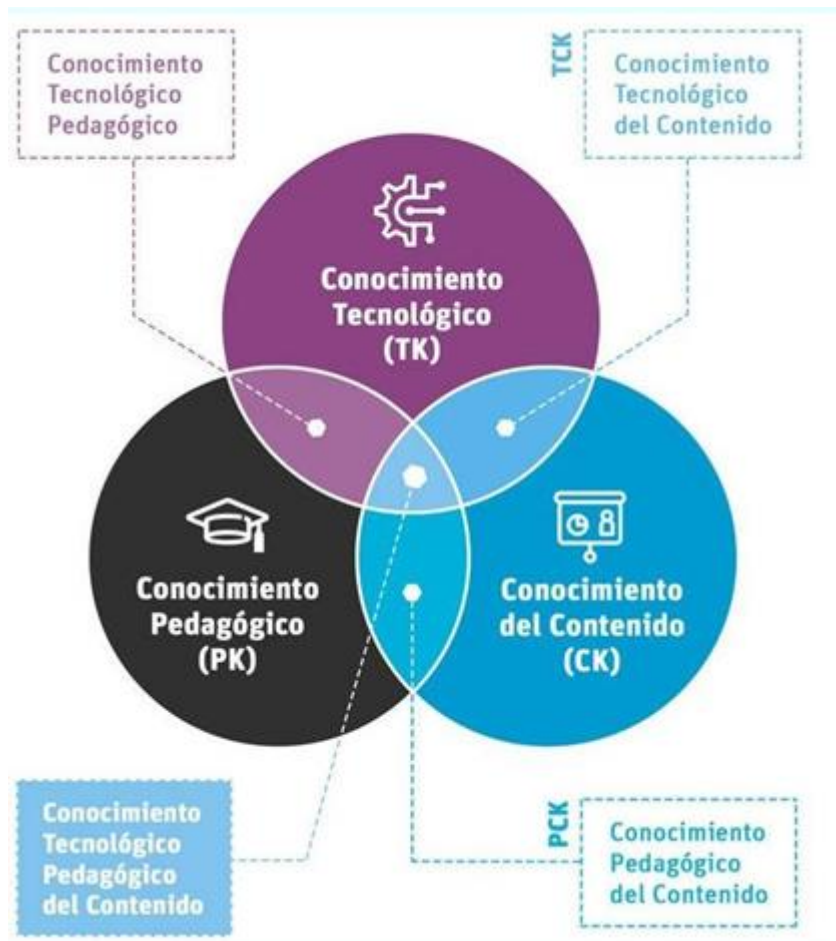 Conocimiento
Tecnológico
Pedagógico
TCK
Conocimiento
Tecnológico
del Contenido
Conocimiento
Tecnológico
(TK)
Conocimiento
Pedagógico
(PK)
Conocimiento
del Contenido
(CK)
Conocimiento
Tecnológico
Pedagógico
del Contenido
PCK
Conocimiento
Pedagógico
del Contenido